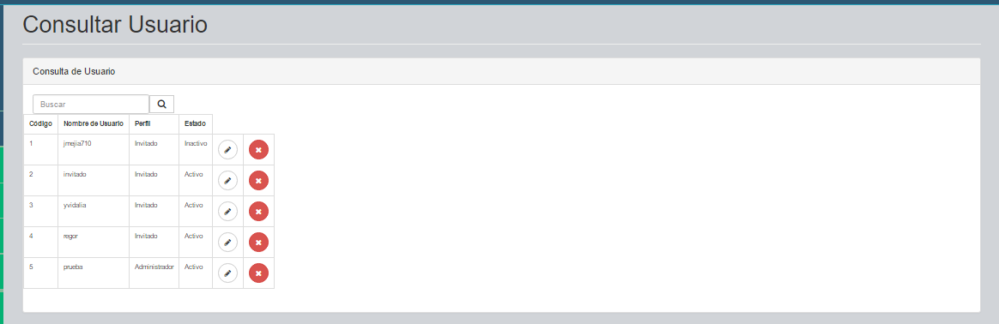 Consultar Usuario
Consulta de Usuario
Buscar
Código Nombre de Usuario Perfil Estado
1 jmejia710 Invitado Inactivo
2 invitado Invitado Activo
3 yvidalia Invitado Activo
4 regor Invitado Activo
5 prueba Administrador Activo